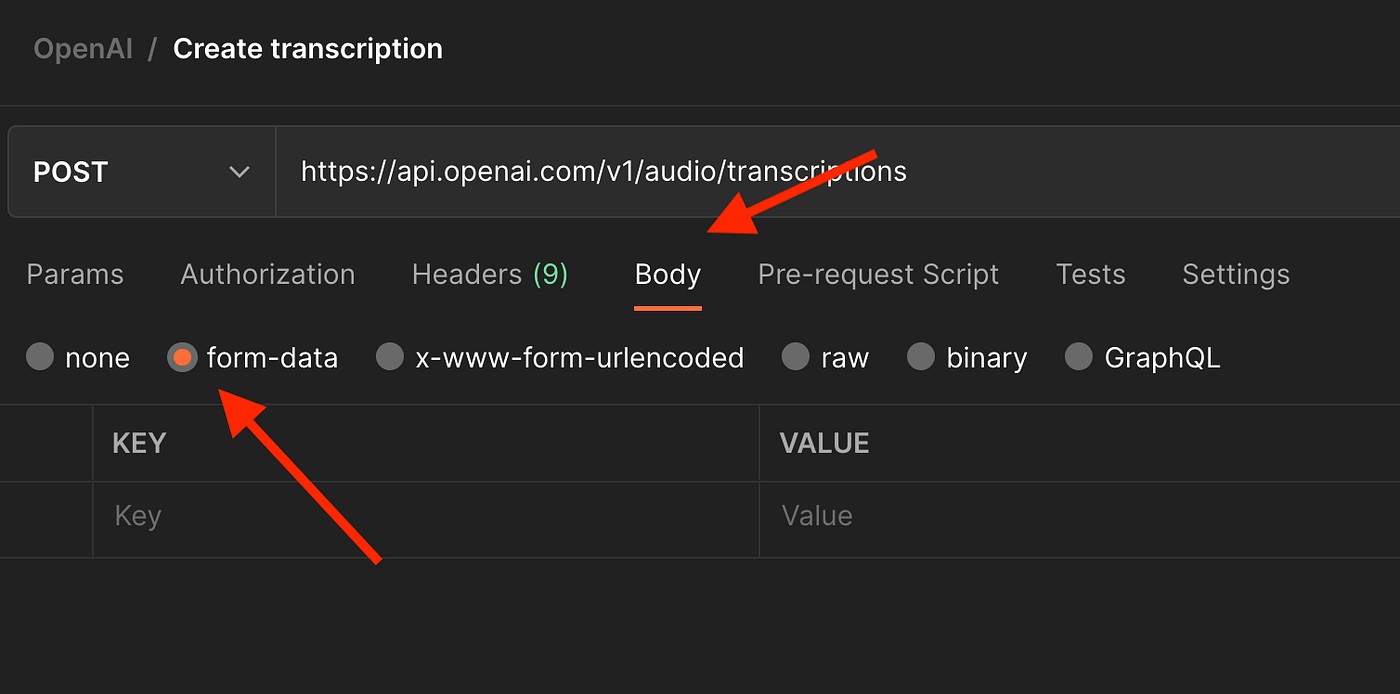 OpenAI / Create transcription
POST https://api.openai.com/v1/audio/transcriptions
Params Authorization Headers (9) Body Pre-request Script Tests Settings
none form-data x-www-form-urlencoded raw binary GraphQL
KEY VALUE
Key Value